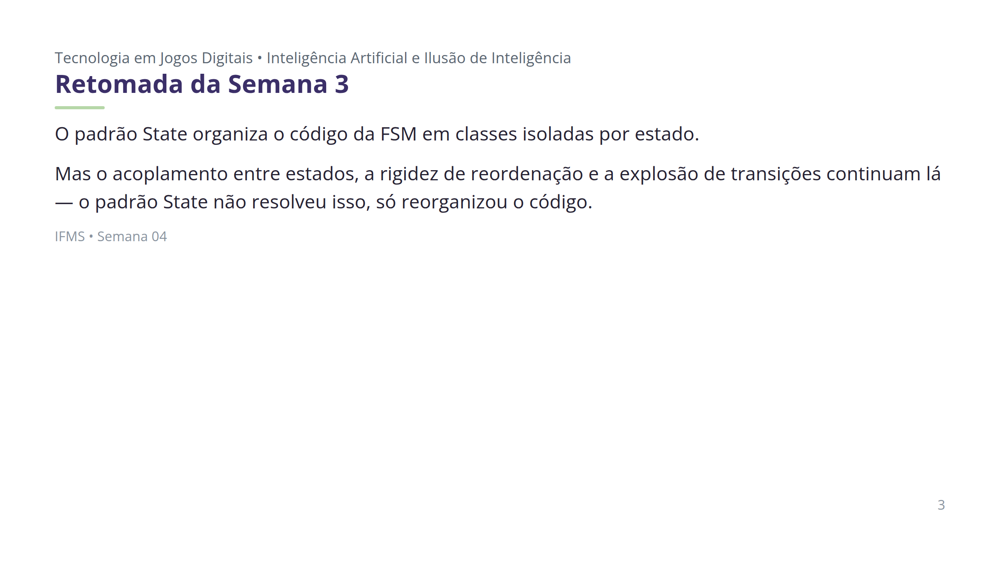 Tecnologia em Jogos Digitais • Inteligência Artificial e Ilusão de Inteligência
Retomada da Semana 3
O padrão State organiza o código da FSM em classes isoladas por estado.
Mas o acoplamento entre estados, a rigidez de reordenação e a explosão de transições continuam lá
— o padrão State não resolveu isso, só reorganizou o código.
IFMS • Semana 04
3